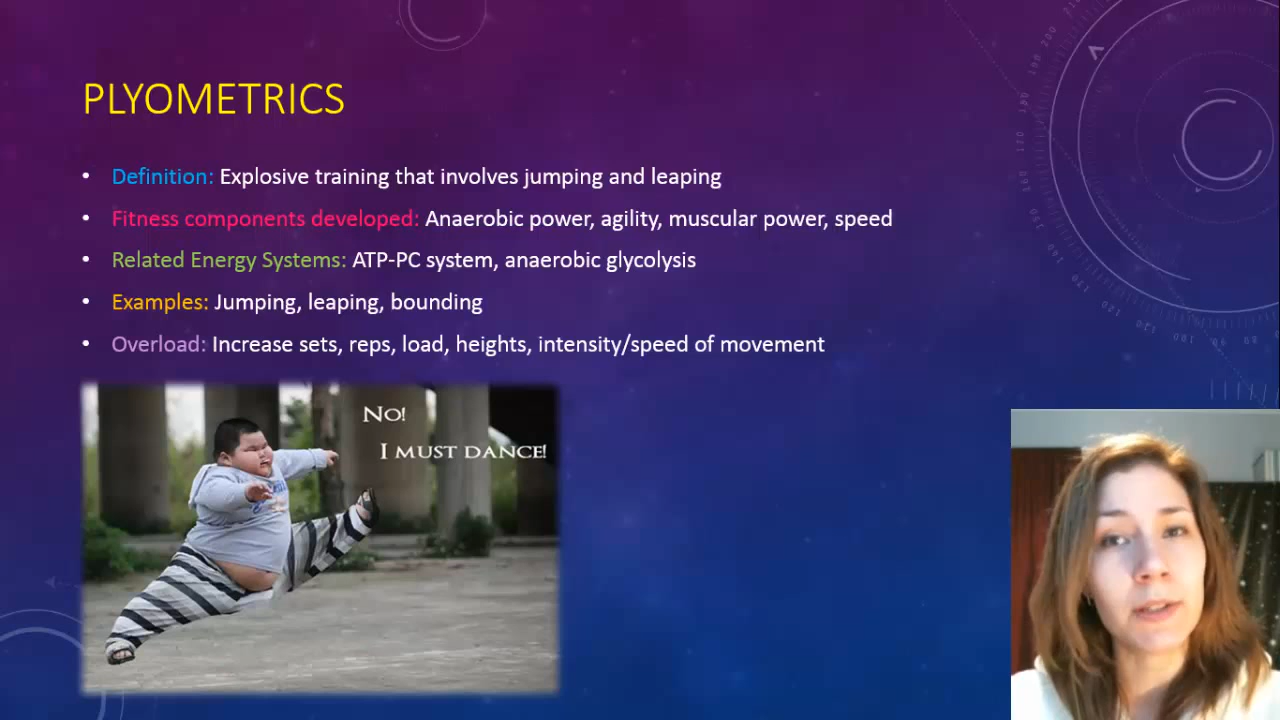 PLYOMETRICS
• Definition: Explosive training that involves jumping and leaping
• Fitness components developed: Anaerobic power, agility, muscular power, speed
• Related Energy Systems: ATP-PC system, anaerobic glycolysis
• Examples: Jumping, leaping, bounding
• Overload: Increase sets, reps, load, heights, intensity/speed of movement
No!
I must dance!